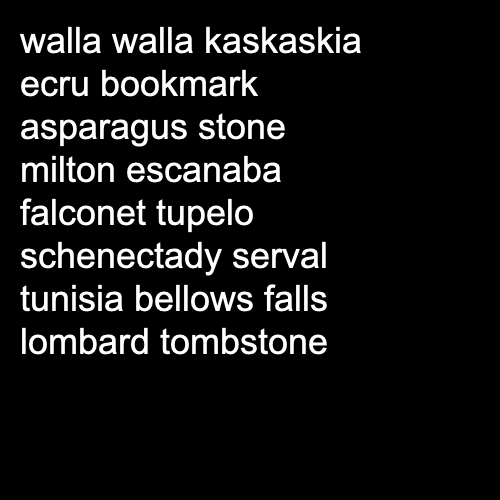 walla walla kaskaskia
ecru bookmark
asparagus stone
milton escanaba
falconet tupelo
schenectady serval
tunisia bellows falls
lombard tombstone